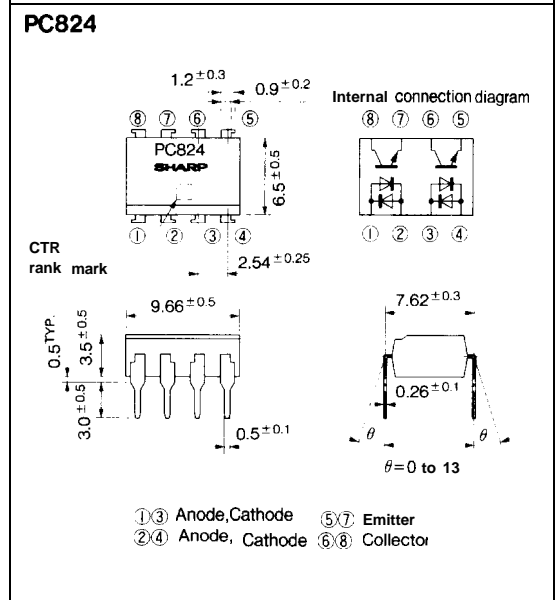 PC824
1.2 ±0.3
0.9 ±0.2
Internal connection diagram
⑧ ⑦ ⑥ ⑤
⑧ ⑦ ⑥ ⑤
PC824
SHARP
6.5 ±0.5
① ② ③ ④
① ② ③ ④
CTR
rank mark
2.54 ±0.25
9.66 ±0.5
7.62 ±0.3
0.5 TYP.
3.5 ±0.5
3.0 ±0.5
0.5 ±0.1
0.26 ±0.1
θ θ
θ=0 to 13
①③ Anode,Cathode ⑤⑦ Emitter
②④ Anode, Cathode ⑥⑧ Collector